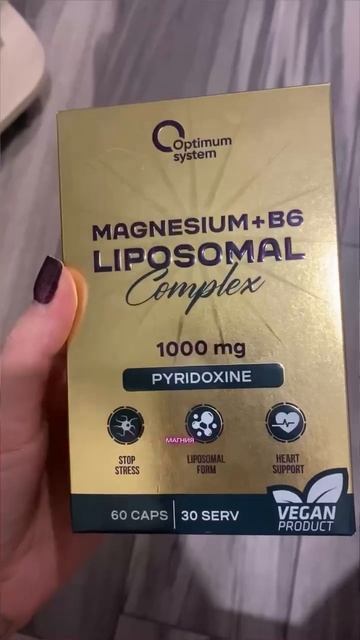 Optimum
system
MAGNESIUM+B6
LIPOSOMAL
Complex
1000 mg
PYRIDOXINE
МАГНИЯ
STOP
STRESS
LIPOSOMAL
FORM
HEART
SUPPORT
60 CAPS | 30 SERV
VEGAN
PRODUCT